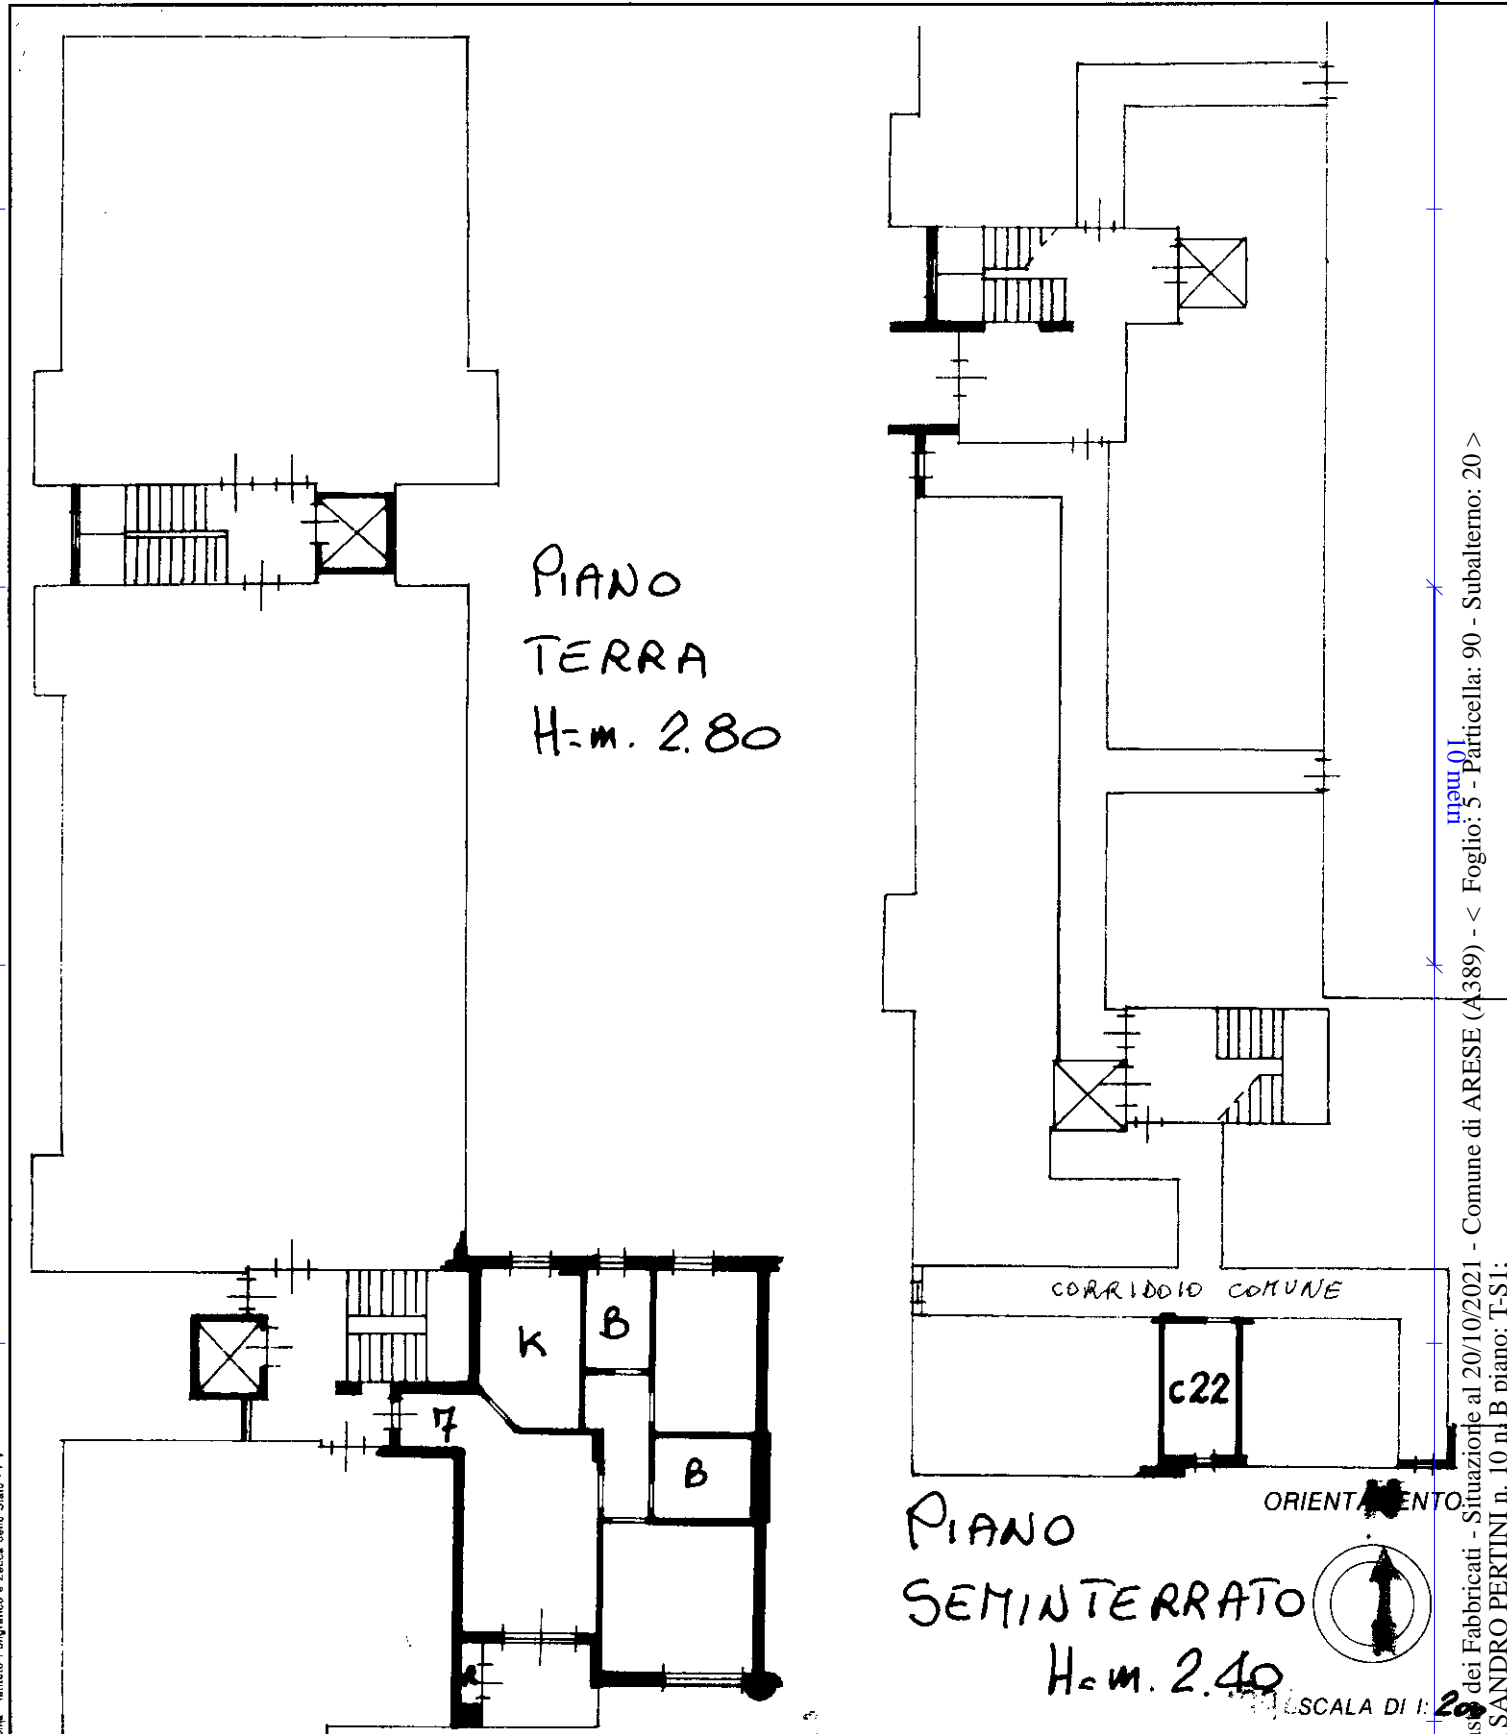 PIANO
TERRA
H=m. 2.80
K
B
7
B
CORRIDOIO COMUNE
c22
PIANO
SEMINTERRATO
H=m. 2.40
ORIENTAMENTO
SCALA DI 1: 200
10 metri
dei Fabbricati - Situazione al 20/10/2021 - Comune di ARESE (A389) - < Foglio: 5 - Particella: 90 - Subalterno: 20 >
SANDRO PERTINI n. 10 n. B piano: T-S1;